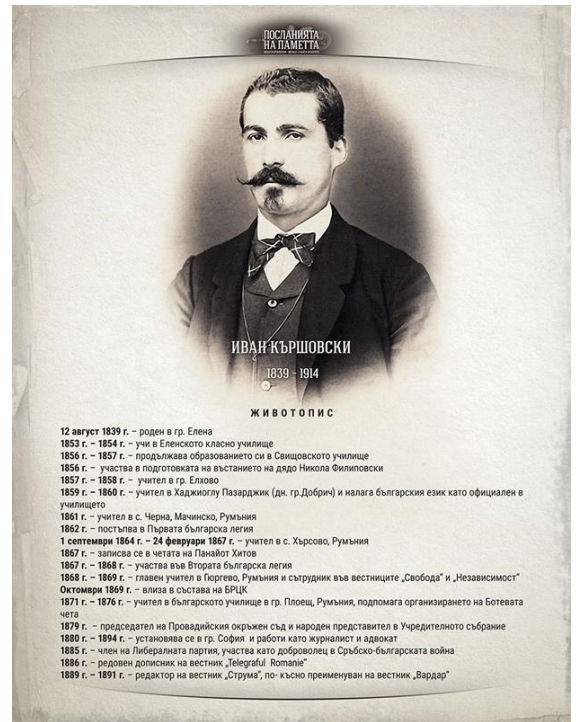 ПОСЛАНИЯТА
НА ПАМЕТТА
ИВАН КЪРШОВСКИ
1839 - 1914
ЖИВОТОПИС
12 август 1839 г. – роден в гр. Елена
1853 г. – 1854 г. – учи в Еленското класно училище
1856 г. – 1857 г. – продължава образованието си в Свищовското училище
1856 г. – участва в подготовката на въстанието на дядо Никола Филиповски
1857 г. – 1858 г. – учител в гр. Елхово
1859 г. – 1860 г. – учител в Хаджиоглу Пазарджик (дн. гр.Добрич) и налага българския език като официален в
училището
1861 г. – учител в с. Черна, Мачинско, Румъния
1862 г. – постъпва в Първата българска легия
1 септември 1864 г. – 24 февруари 1867 г. – учител в с. Хърсово, Румъния
1867 г. – записва се в четата на Панайот Хитов
1867 г. – 1868 г. – участва във Втората българска легия
1868 г. – 1869 г. – главен учител в Гюргево, Румъния и сътрудник във вестниците „Свобода" и „Независимост"
Октомври 1869 г. – влиза в състава на БРЦК
1871 г. – 1876 г. – учител в българското училище в гр. Плоещ, Румъния, подпомага организирането на Ботевата
чета
1879 г. – председател на Провадийския окръжен съд и народен представител в Учредителното събрание
1880 г. – 1894 г. – установява се в гр. София и работи като журналист и адвокат
1885 г. – член на Либералната партия, участва като доброволец в Сръбско-българската война
1886 г. – редовен дописник на вестник „Telegraful Romanie"
1889 г. – 1891 г. – редактор на вестник „Струма", по- късно преименуван на вестник „Вардар"